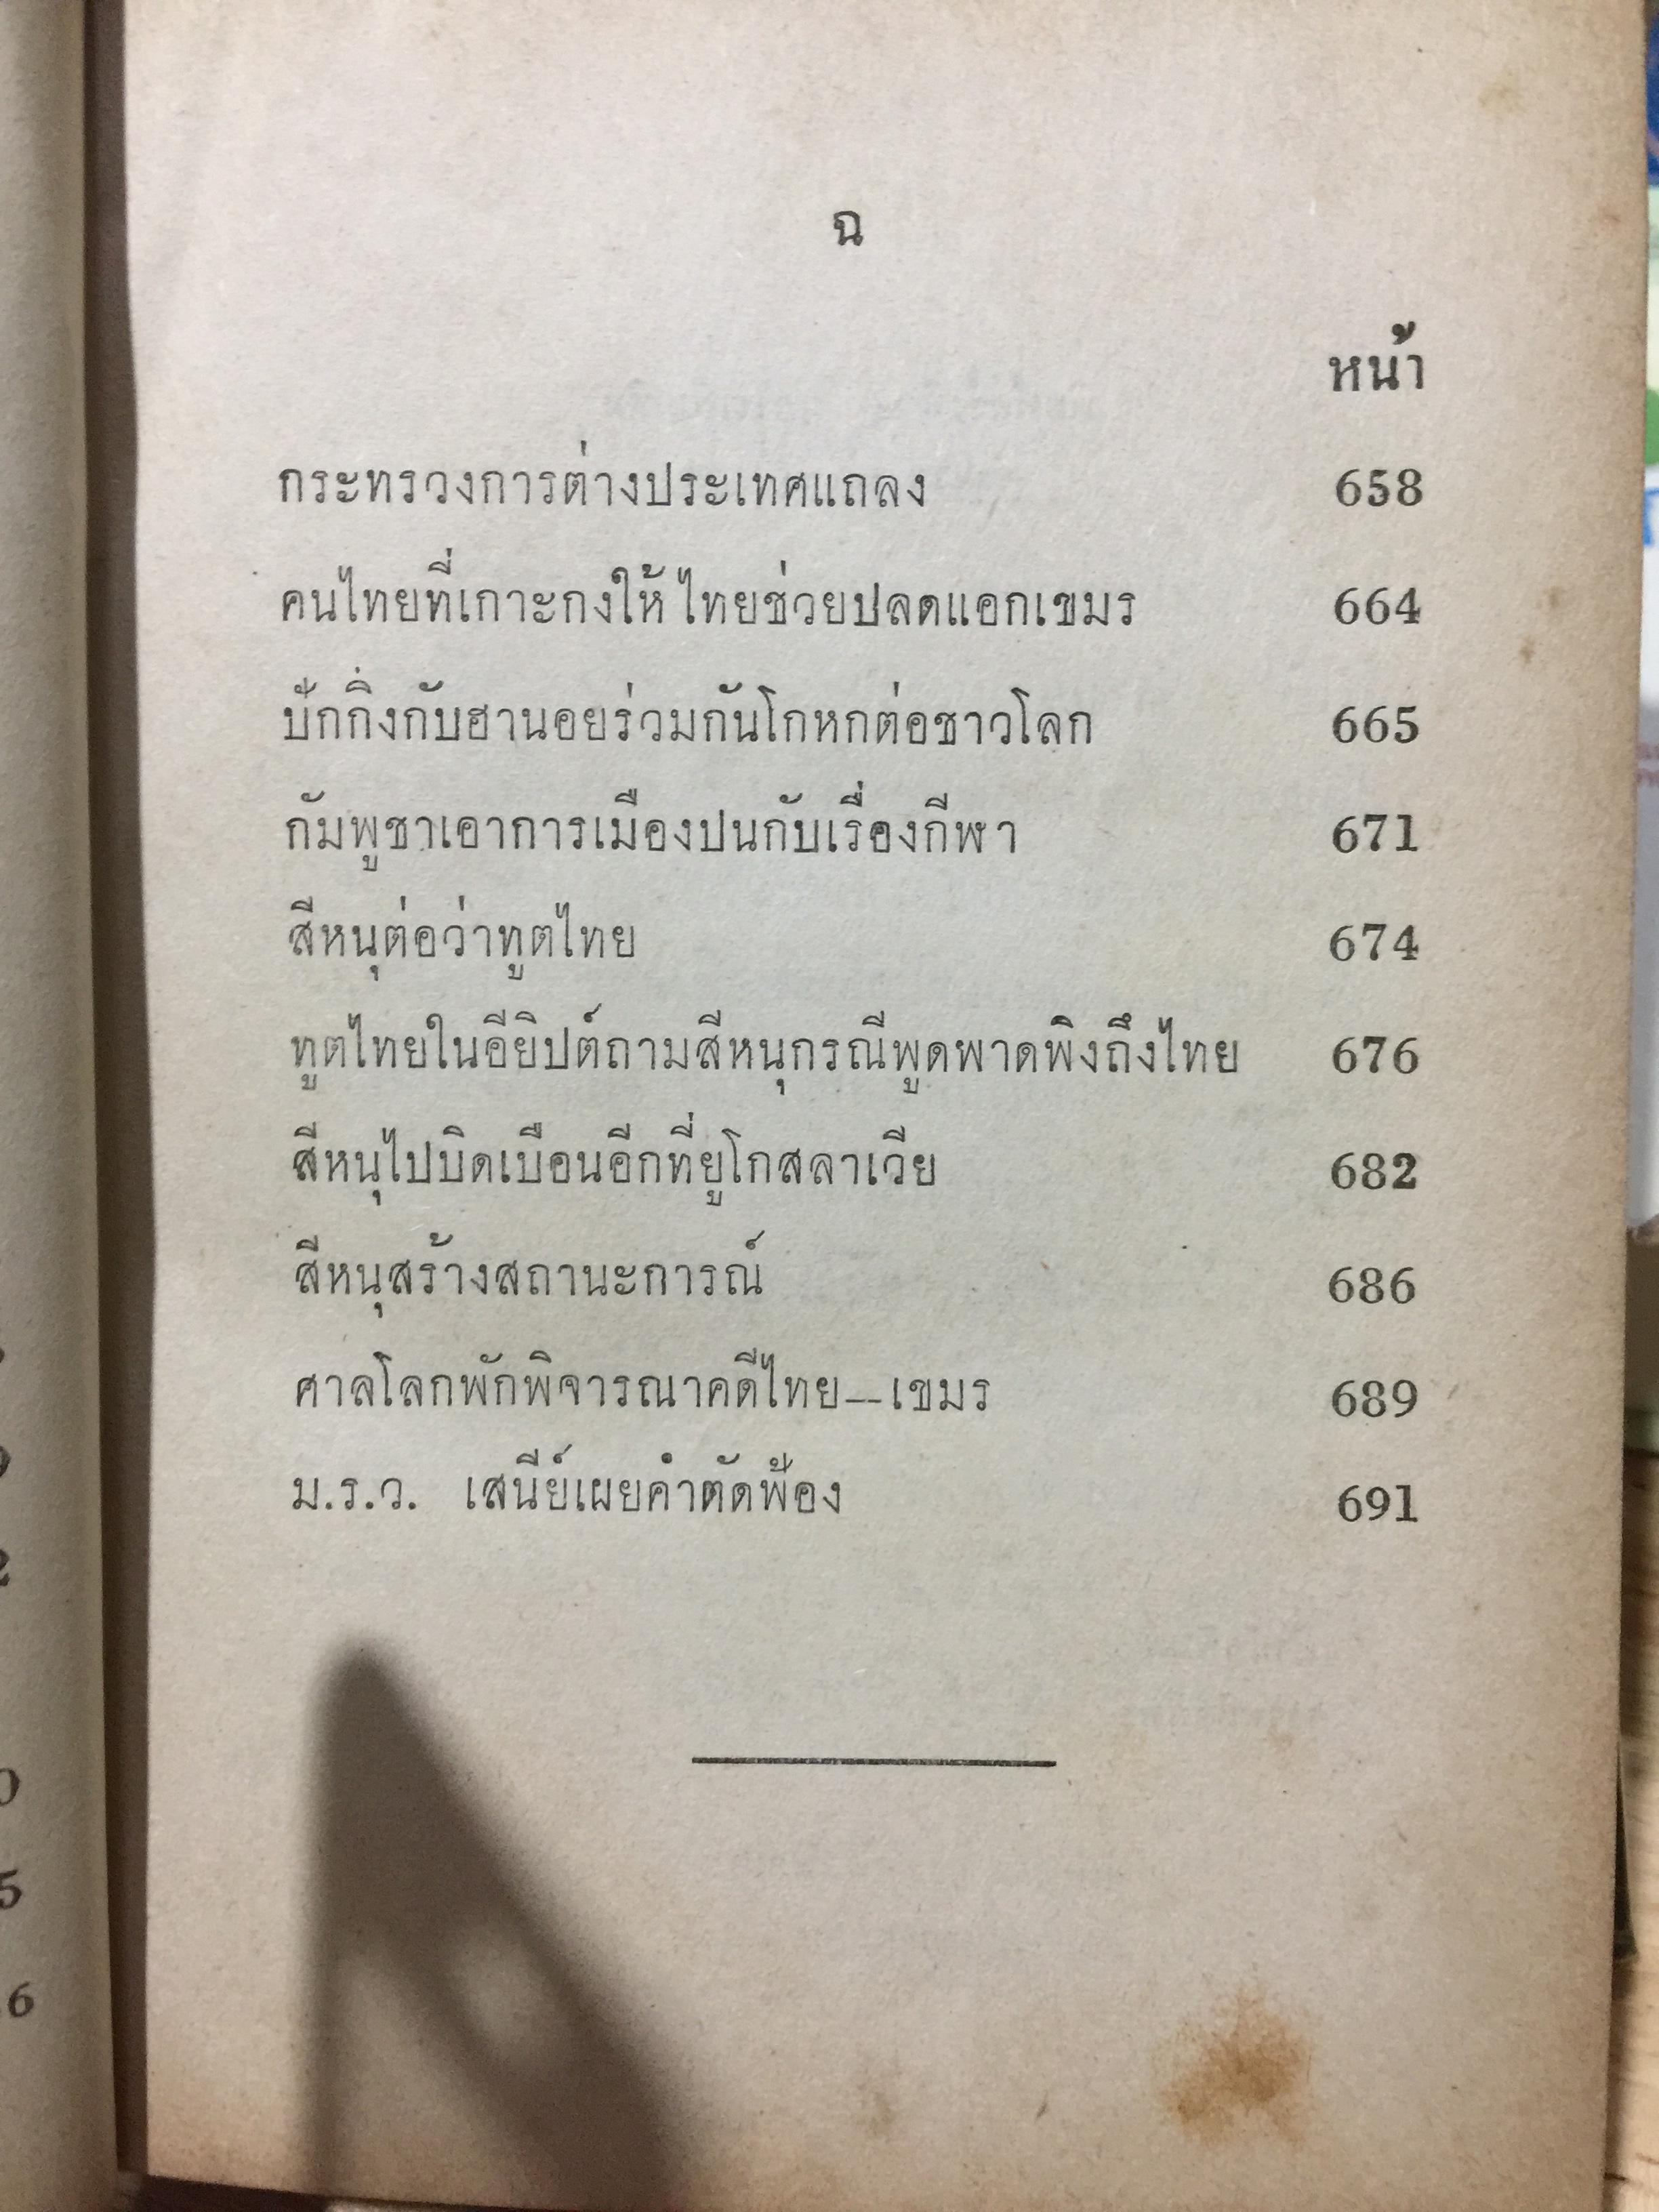 ฉ
หน้า
กระทรวงการต่างประเทศแถลง 658
คนไทยที่เกาะกงให้ไทยช่วยปลดแอกเขมร 664
ปักกิ่งกับฮานอยร่วมกันโกหกต่อชาวโลก 665
กัมพูชาเอาการเมืองปนกับเรื่องกีฬา 671
สีหนุต่อว่าทูตไทย 674
ทูตไทยในอียิปต์ถามสีหนุกรณีพูดพาดพิงถึงไทย 676
สีหนุไปบิดเบือนอีกที่ยูโกสลาเวีย 682
สีหนุสร้างสถานะการณ์ 686
ศาลโลกพักพิจารณาคดีไทย—เขมร 689
ม.ร.ว. เสนีย์เผยคำตัดฟ้อง 691